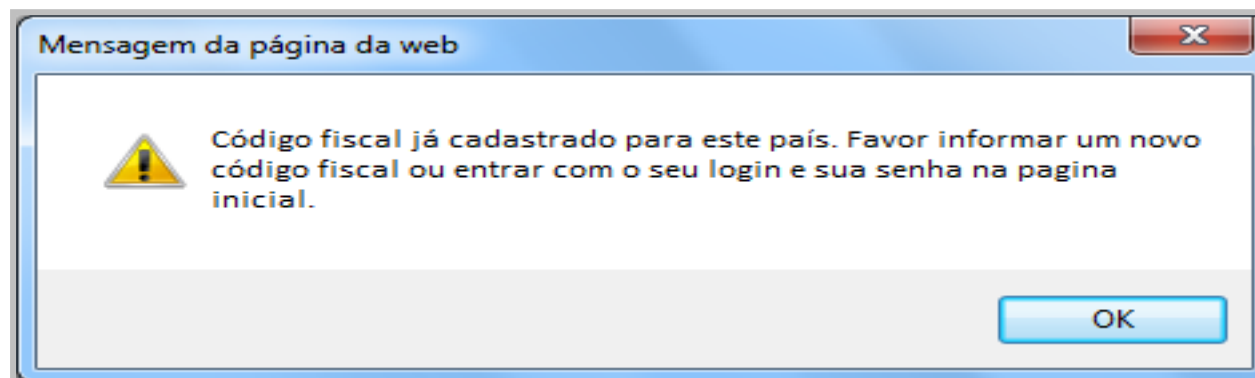 Mensagem da página da web
Código fiscal já cadastrado para este país. Favor informar um novo
código fiscal ou entrar com o seu login e sua senha na pagina
inicial.
OK